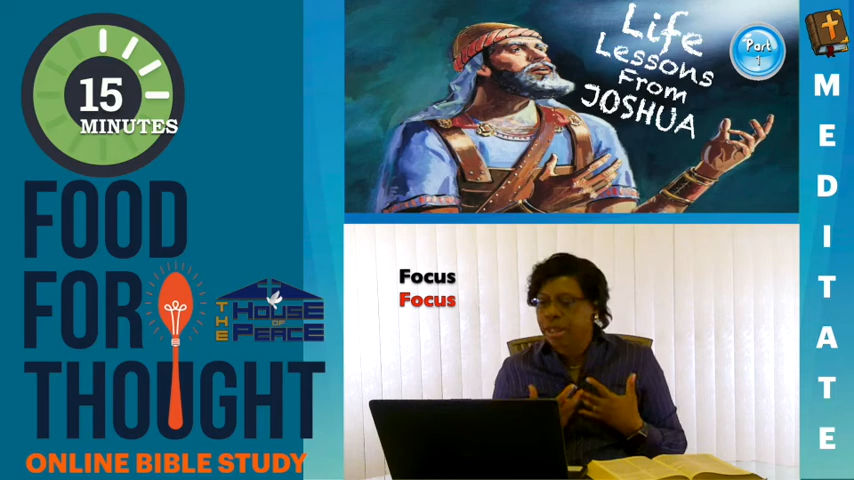 15
MINUTES
FOOD
FOR
THOUGHT
THE
HOUSE
OF
PEACE
ONLINE BIBLE STUDY
Life
Lessons
From
JOSHUA
Part
1
Focus
Focus
MEDITATE